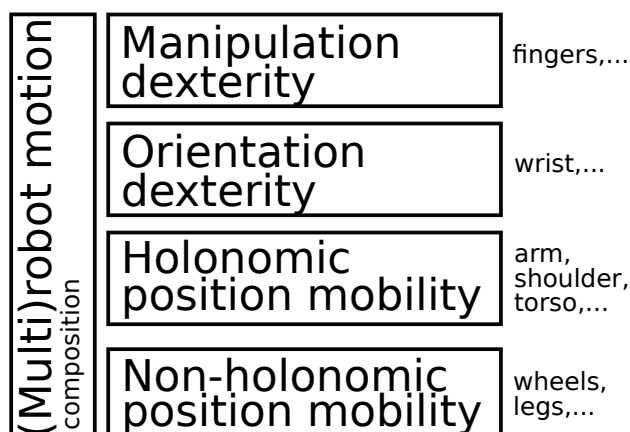 (Multi)robot motion
composition
Manipulation
dexterity
fingers,...
Orientation
dexterity
wrist,...
Holonomic
position mobility
arm,
shoulder,
torso,...
Non-holonomic
position mobility
wheels,
legs,...